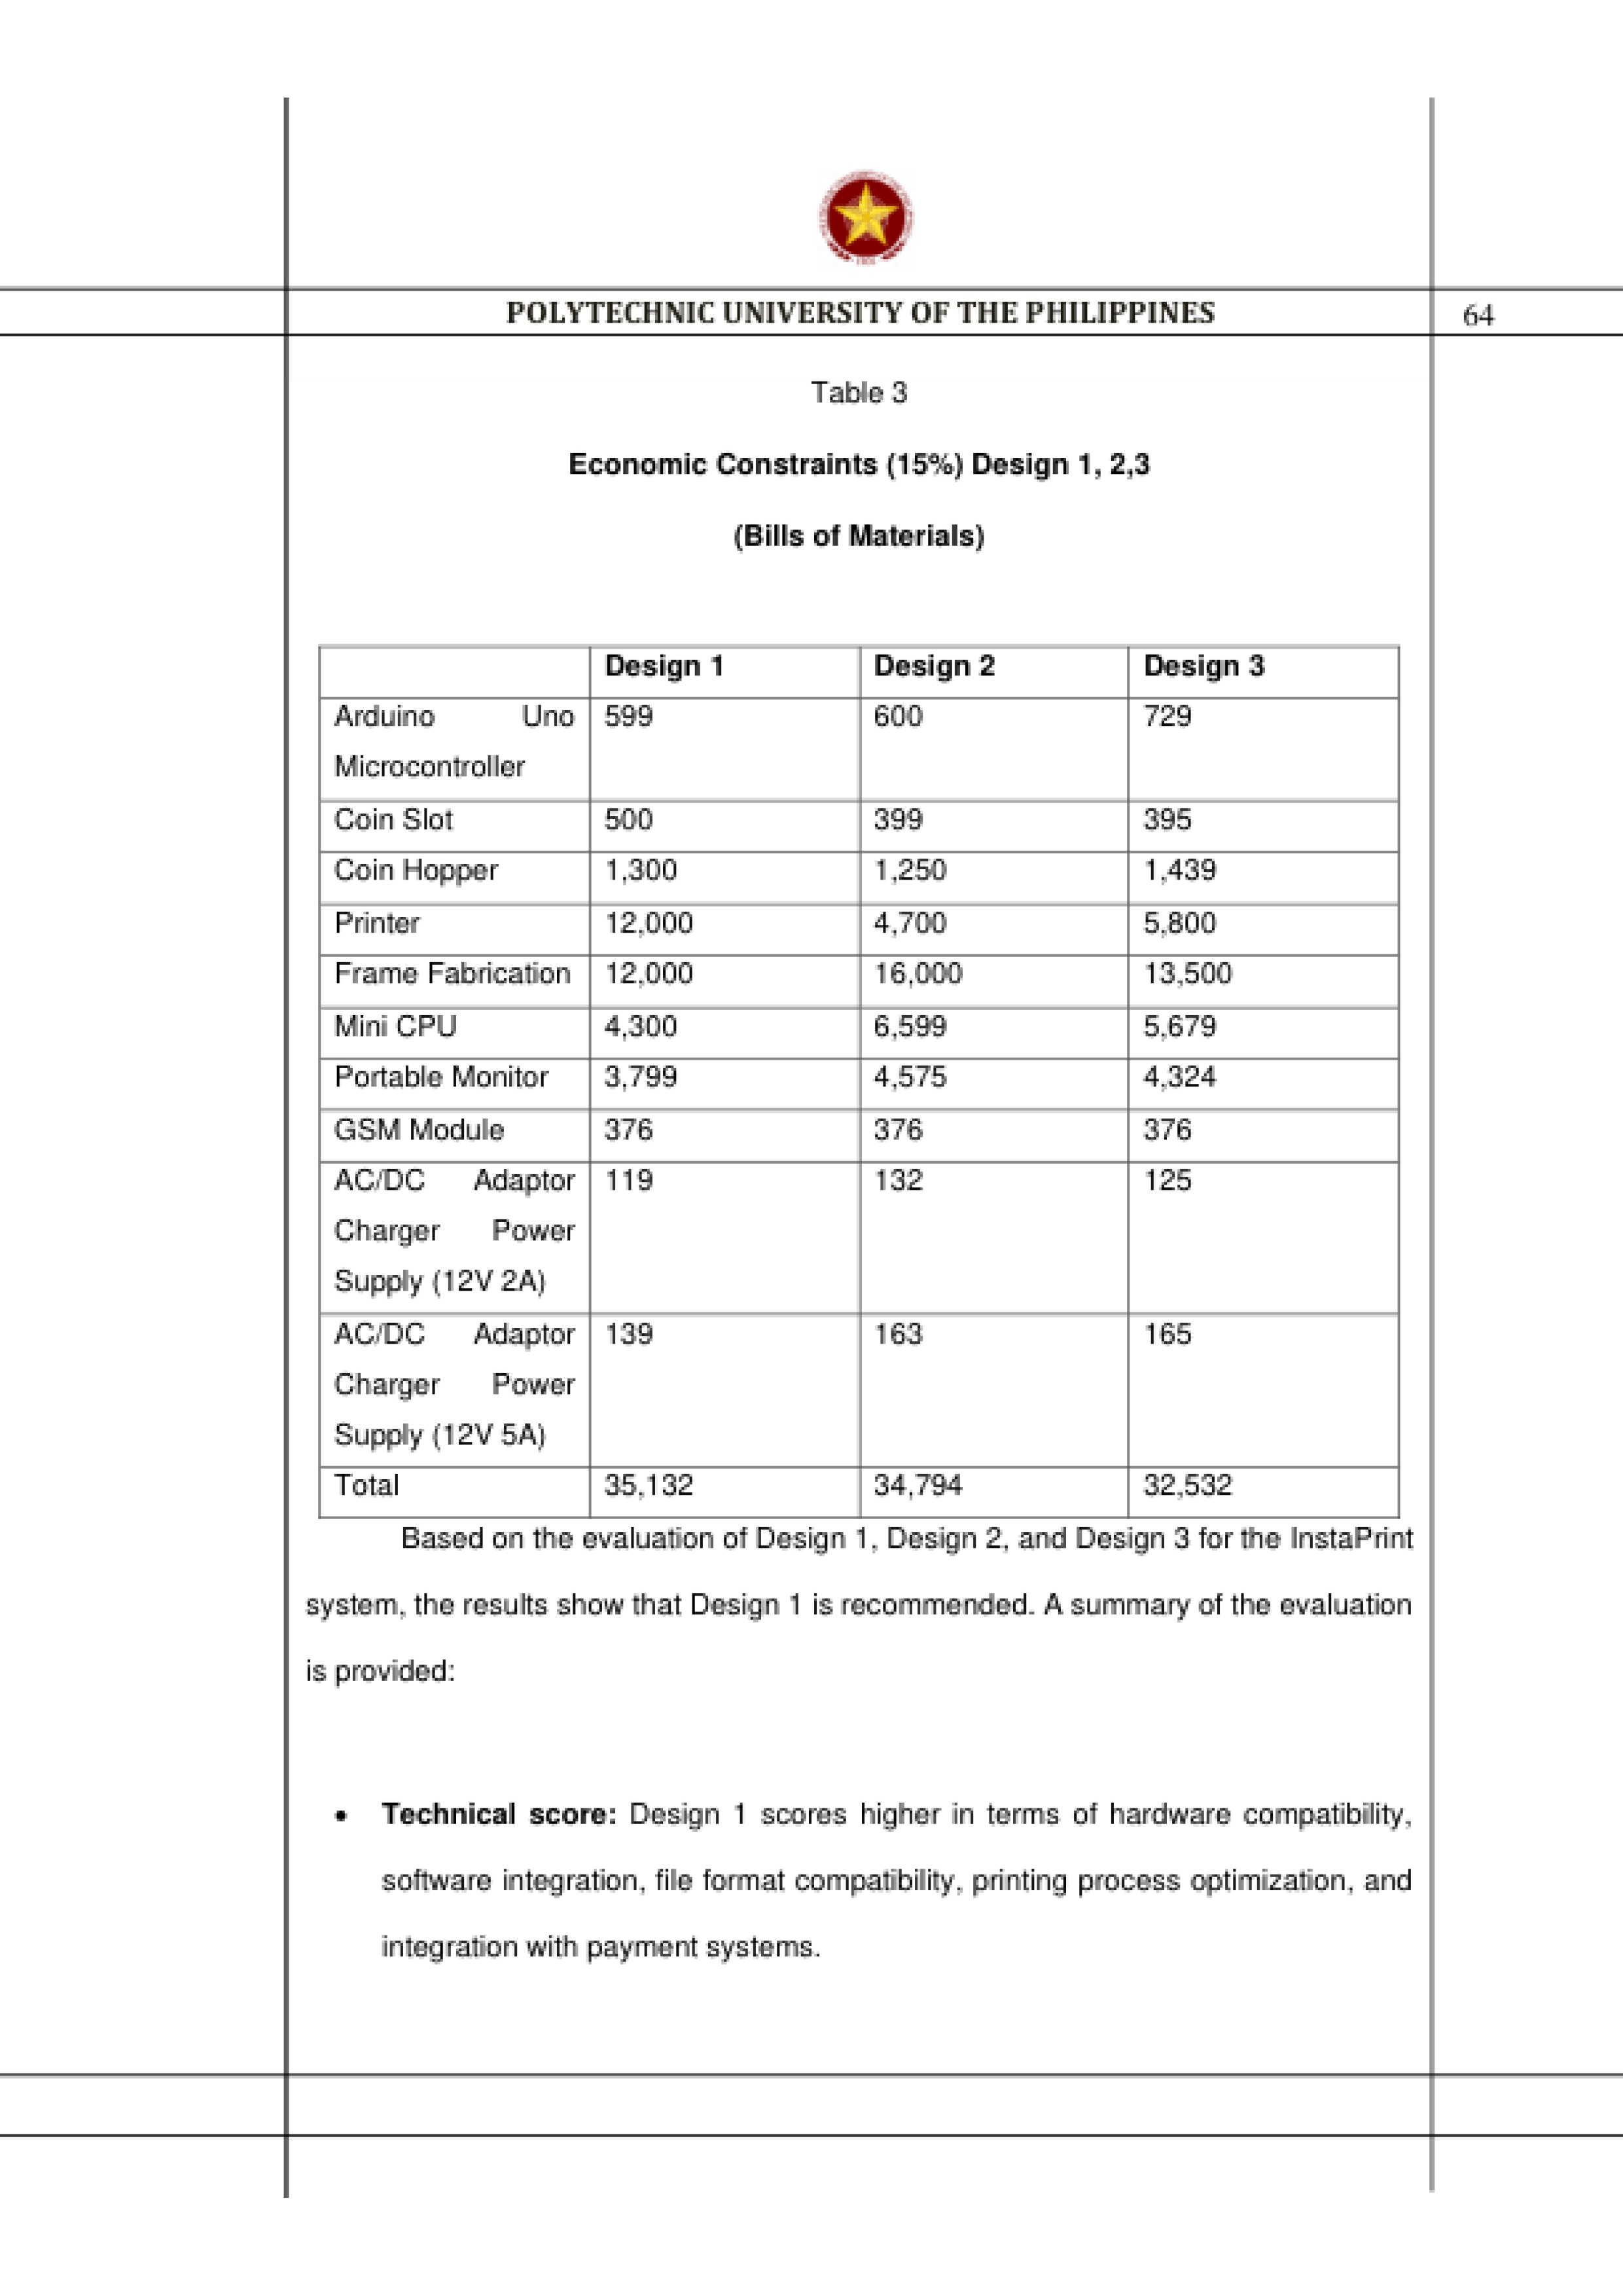 POLYTECHNIC UNIVERSITY OF THE PHILIPPINES 64
Table 3
Economic Constraints (15%) Design 1, 2,3
(Bills of Materials)
Design 1 Design 2 Design 3
Arduino Uno 599 600 729
Microcontroller
Coin Slot 500 399 395
Coin Hopper 1,300 1,250 1,439
Printer 12,000 4,700 5,800
Frame Fabrication 12,000 16,000 13,500
Mini CPU 4,300 6,599 5,679
Portable Monitor 3,799 4,575 4,324
GSM Module 376 376 376
AC/DC Adaptor 119 132 125
Charger Power
Supply (12V 2A)
AC/DC Adaptor 139 163 165
Charger Power
Supply (12V 5A)
Total 35,132 34,794 32,532
Based on the evaluation of Design 1, Design 2, and Design 3 for the InstaPrint
system, the results show that Design 1 is recommended. A summary of the evaluation
is provided:
• Technical score: Design 1 scores higher in terms of hardware compatibility,
software integration, file format compatibility, printing process optimization, and
integration with payment systems.